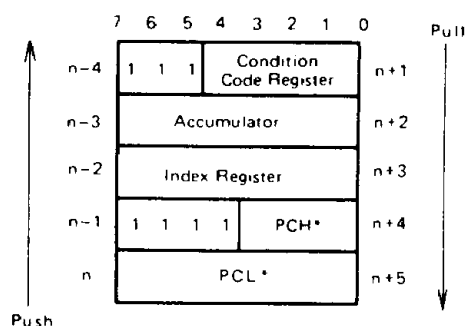 7 6 5 4 3 2 1 0
Pull
n-4 1 1 1 Condition Code Register n+1
n-3 Accumulator n+2
n-2 Index Register n+3
n-1 1 1 1 1 PCH* n+4
n PCL* n+5
Push